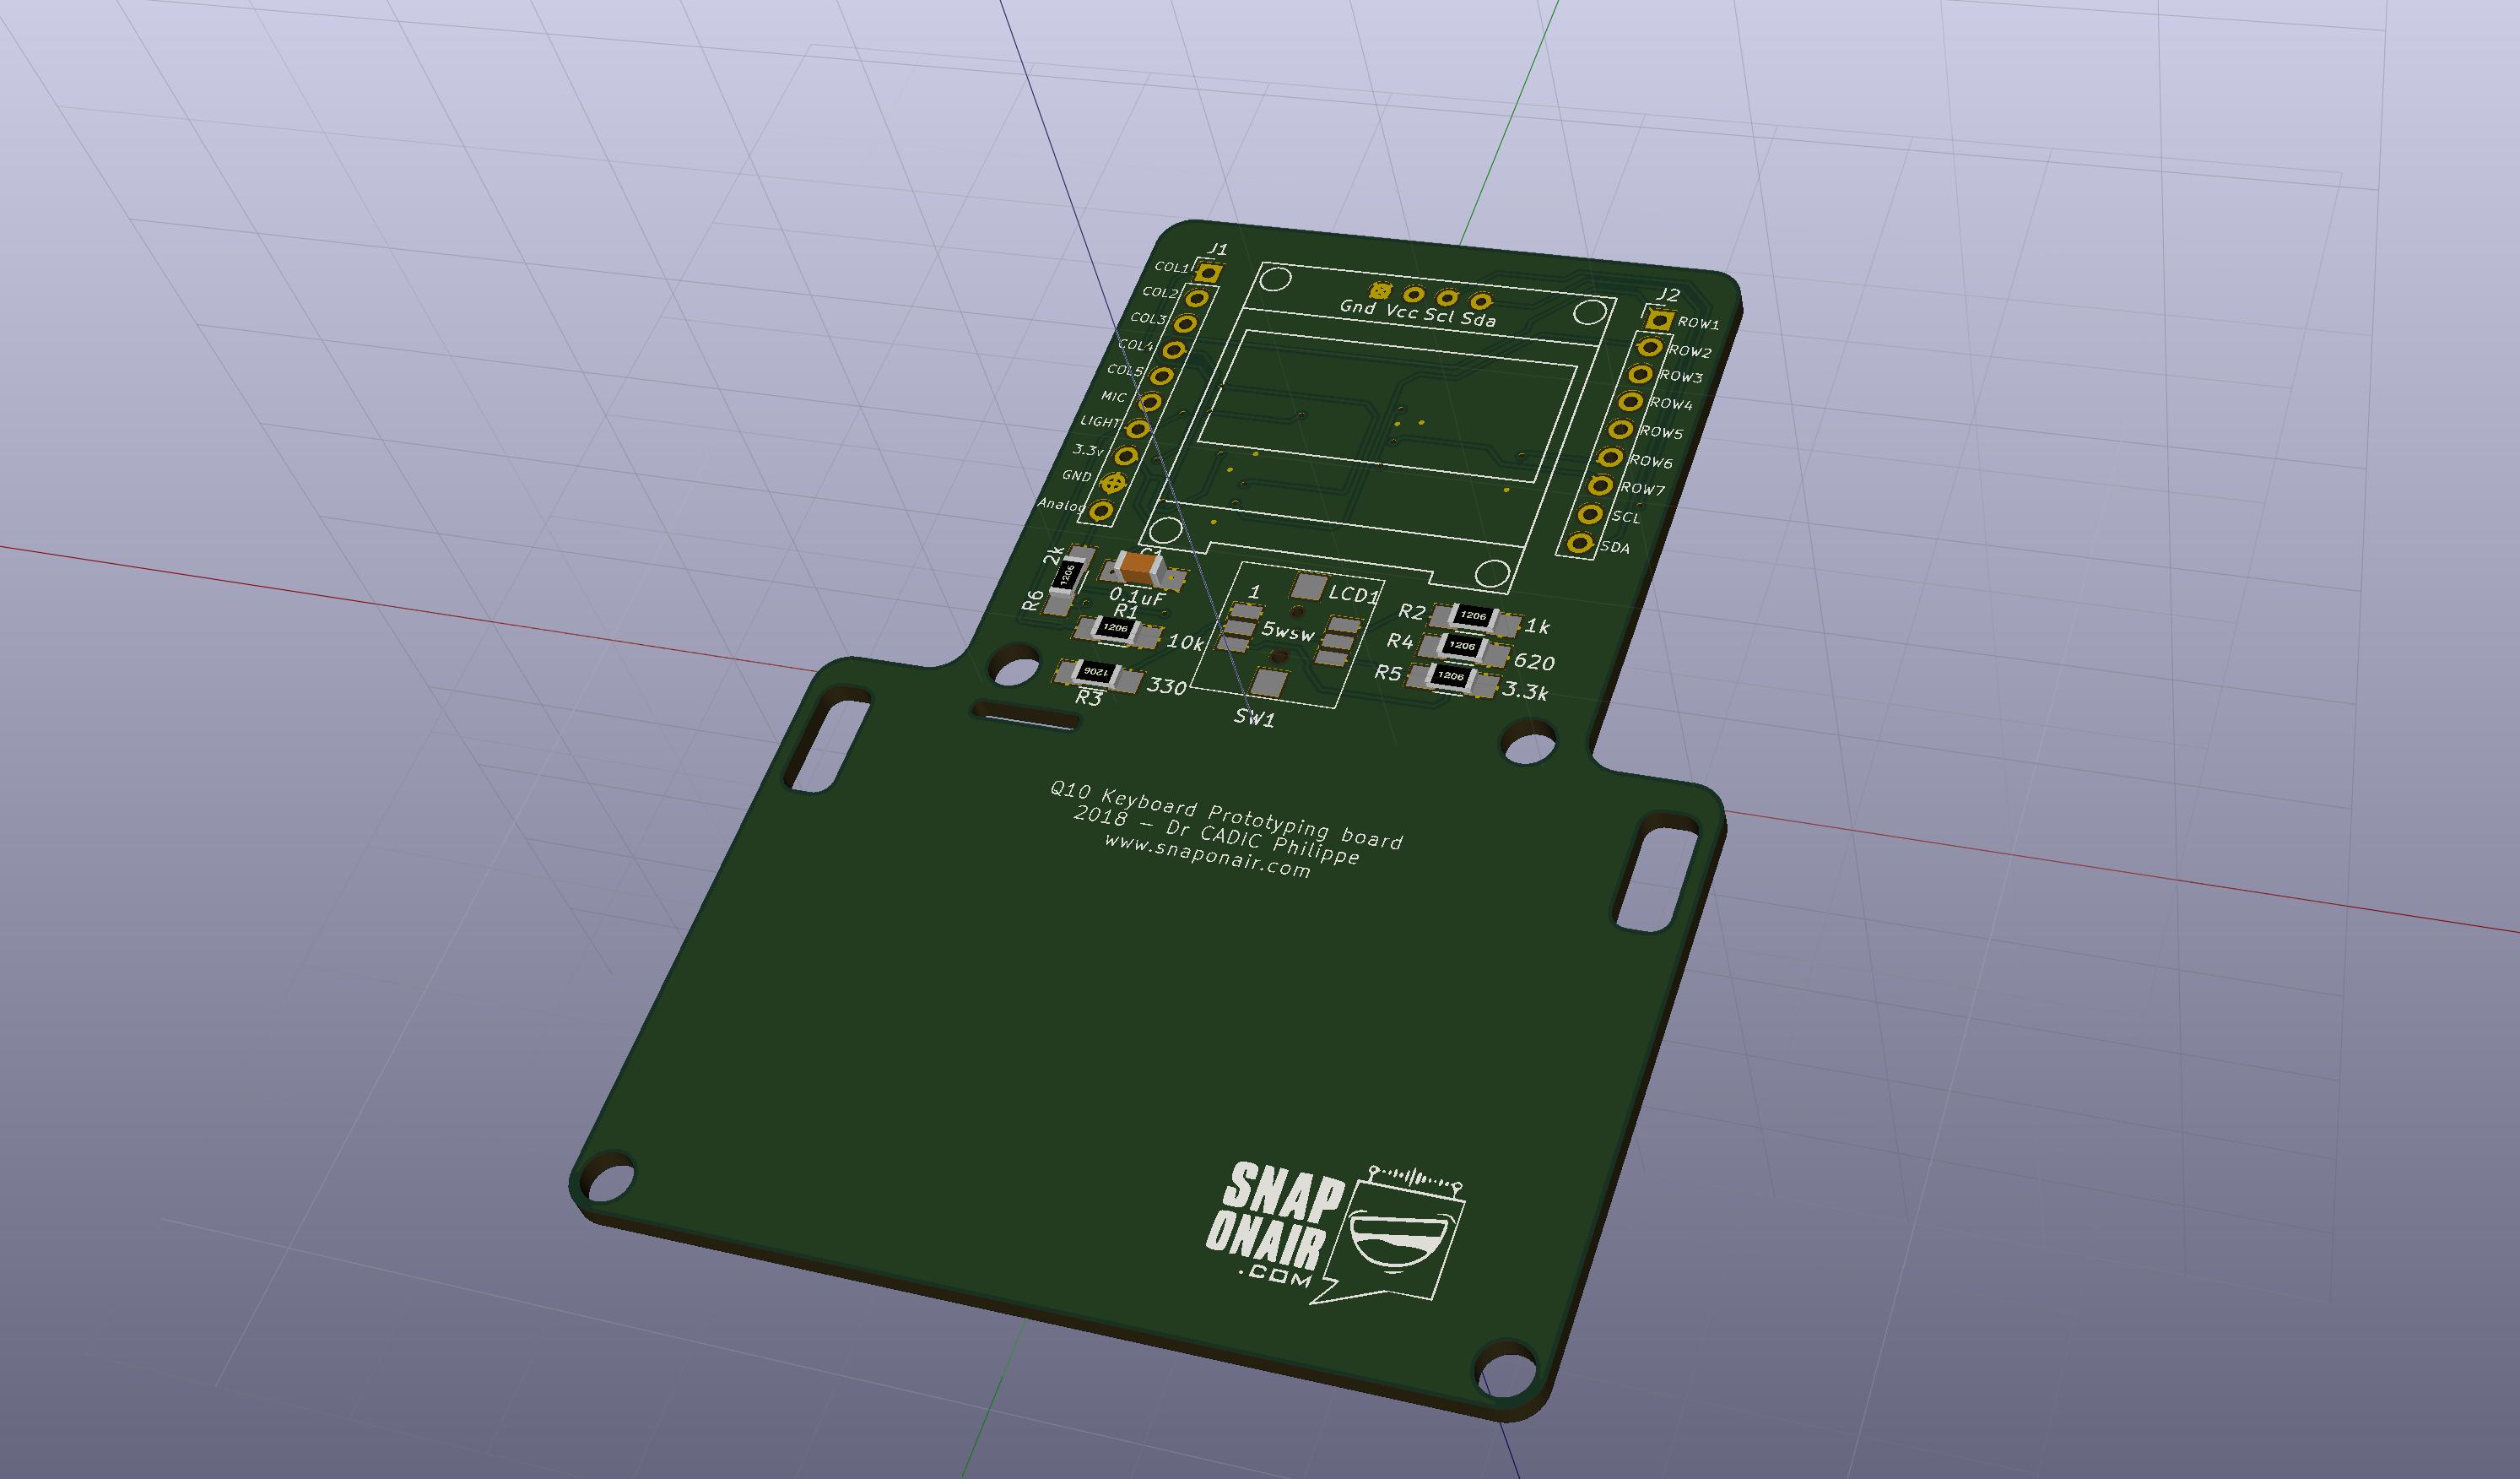 J1
COL1
COL2
COL3
COL4
COL5
MIC
LIGHT
3.3v
GND
Analog
Gnd Vcc Scl Sda
J2
ROW1
ROW2
ROW3
ROW4
ROW5
ROW6
ROW7
SCL
SDA
2k
1206
R6
C1
0.1uF
R1
1206
10k
1206
330
R3
1
LCD1
5wsw
SW1
R2
1206
1k
R4
1206
620
R5
1206
3.3k
Q10 Keyboard Prototyping board
2018 - Dr CADIC Philippe
www.snaponair.com
SNAP
ONAIR
.COM